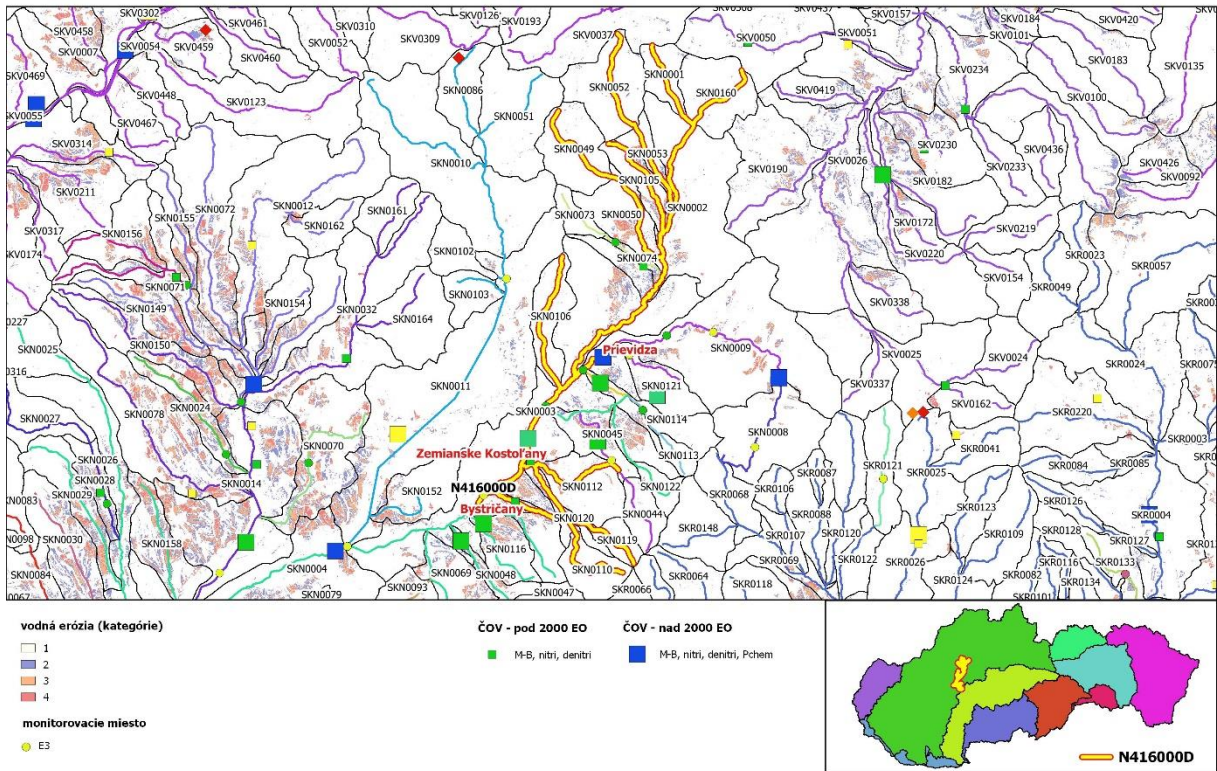 SKV0302
SKV0458
SKV0461
SKV0310
SKV0126
SKV0193
SKV0037
SKV0050
SKV0051
SKV0437
SKV0157
SKV0184
SKV0101
SKV0420
SKV0007
SKV0054
SKV0459
SKV0052
SKV0309
SKV0460
SKV0469
SKV0448
SKV0123
SKV0055
SKV0467
SKV0314
SKV0211
SKN0086
SKN0051
SKN0052
SKN0001
SKN0160
SKV0419
SKV0234
SKV0183
SKV0135
SKV0100
SKN0010
SKN0049
SKN0053
SKN0105
SKV0026
SKV0230
SKV0436
SKV0426
SKV0092
SKV0190
SKV0182
SKV0233
SKN0155
SKN0072
SKN0012
SKN0161
SKN0162
SKN0002
SKN0073
SKN0050
SKV0172
SKV0219
SKV0317
SKN0156
SKV0174
SKN0102
SKN0074
SKV0220
SKV0154
SKR0023
SKR0057
SKN0071
SKN0103
SKR0049
SKN0149
SKN0154
SKN0032
SKN0164
SKN0106
SKV0338
SKN0150
SKN0025
Prievidza
SKN0009
SKV0025
SKV0024
SKR0024
SKN0011
SKN0121
SKV0337
SKN0027
SKN0078
SKN0024
SKN0003
SKN0114
SKV0162
SKR0220
SKN0070
SKN0045
SKR0003
Zemianske Kostoľany
SKN0008
SKR0041
SKN0113
SKN0026
SKN0028
SKN0014
SKN0029
SKN0152
N416000D
SKN0112
SKN0122
SKR0087
SKR0121
SKR0025
SKR0084
SKR0085
SKR0106
SKR0068
SKR0126
Bystričany
SKN0120
SKN0044
SKR0088
SKR0123
SKR0004
SKN0030
SKN0158
SKN0119
SKR0148
SKR0107
SKR0120
SKR0109
SKR0128
SKR0127
SKN0116
SKR0069
SKR0122
SKR0026
SKR0116
SKR0133
SKN0084
SKN0004
SKN0069
SKN0048
SKN0110
SKR0064
SKR0124
SKR0082
SKR0134
SKN0079
SKN0093
SKN0047
SKR0066
SKR0118
SKR0101
vodná erózia (kategórie)
1
2
3
4
monitorovacie miesto
E3
ČOV - pod 2000 EO
M-B, nitri, denitri
ČOV - nad 2000 EO
M-B, nitri, denitri, Pchem
N416000D